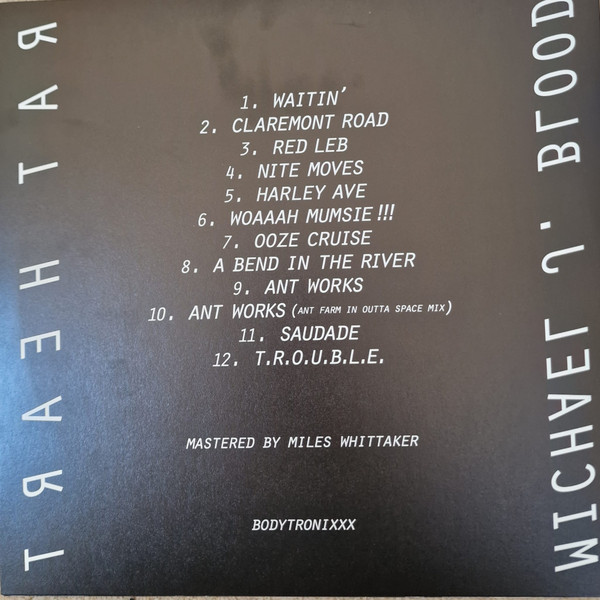 RAT HEART
1. WAITIN'
2. CLAREMONT ROAD
3. RED LEB
4. NITE MOVES
5. HARLEY AVE
6. WOAAAH MUMSIE!!!
7. OOZE CRUISE
8. A BEND IN THE RIVER
9. ANT WORKS
10. ANT WORKS (ANT FARM IN OUTTA SPACE MIX)
11. SAUDADE
12. T.R.O.U.B.L.E.
MASTERED BY MILES WHITTAKER
BODYTRONIXXX
MICHAEL J. BLOOD